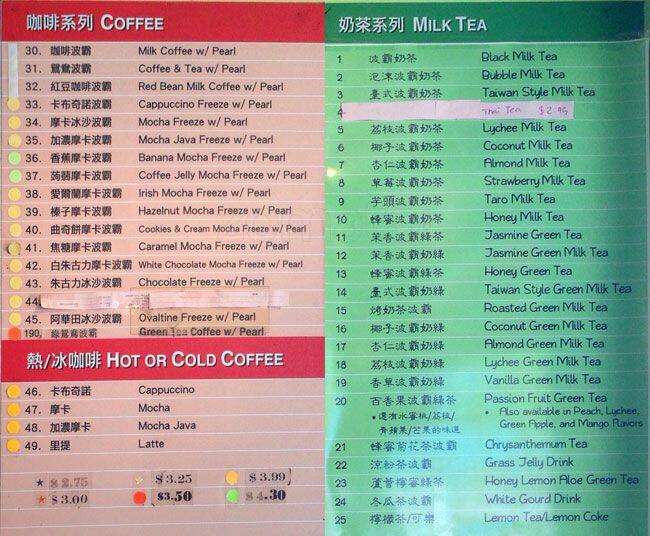 咖啡系列 COFFEE
30. 咖啡波霸 Milk Coffee w/ Pearl
31. 鴛鴦波霸 Coffee & Tea w/ Pearl
32. 紅豆咖啡波霸 Red Bean Milk Coffee w/ Pearl
33. 卡布奇諾波霸 Cappuccino Freeze w/ Pearl
34. 摩卡冰沙波霸 Mocha Freeze w/ Pearl
35. 加濃摩卡波霸 Mocha Java Freeze w/ Pearl
36. 香蕉摩卡波霸 Banana Mocha Freeze w/ Pearl
37. 蒟蒻摩卡波霸 Coffee Jelly Mocha Freeze w/ Pearl
38. 愛爾蘭摩卡波霸 Irish Mocha Freeze w/ Pearl
39. 榛子摩卡波霸 Hazelnut Mocha Freeze w/ Pearl
40. 曲奇餅摩卡波霸 Cookies & Cream Mocha Freeze w/ Pearl
41. 焦糖摩卡波霸 Caramel Mocha Freeze w/ Pearl
42. 白朱古力摩卡波霸 White Chocolate Mocha Freeze w/ Pearl
43. 朱古力冰沙波霸 Chocolate Freeze w/ Pearl
44
45. 阿華田冰沙波霸 Ovaltine Freeze w/ Pearl
190, 綠鴛鴦波霸 Green Tea Coffee w/ Pearl
熱/冰咖啡 HOT OR COLD COFFEE
46. 卡布奇諾 Cappuccino
47. 摩卡 Mocha
48. 加濃摩卡 Mocha Java
49. 里提 Latte
$2.75 $3.25 $3.99
$3.00 $3.50 $4.30
奶茶系列 MILK TEA
1 波霸奶茶 Black Milk Tea
2 泡沫波霸奶茶 Bubble Milk Tea
3 臺式波霸奶茶 Taiwan Style Milk Tea
4 Thai Tea $2.95
5 荔枝波霸奶茶 Lychee Milk Tea
6 椰子波霸奶茶 Coconut Milk Tea
7 杏仁波霸奶茶 Almond Milk Tea
8 草莓波霸奶茶 Strawberry Milk Tea
9 芋頭波霸奶茶 Taro Milk Tea
10 蜂蜜波霸奶茶 Honey Milk Tea
11 茉香波霸綠茶 Jasmine Green Tea
12 茉香波霸奶綠 Jasmine Green Milk Tea
13 蜂蜜波霸綠茶 Honey Green Tea
14 臺式波霸奶綠 Taiwan Style Green Milk Tea
15 烤奶茶波霸 Roasted Green Milk Tea
16 椰子波霸奶綠 Coconut Green Milk Tea
17 杏仁波霸奶綠 Almond Green Milk Tea
18 荔枝波霸奶綠 Lychee Green Milk Tea
19 香草波霸奶綠 Vanilla Green Milk Tea
20 百香果波霸綠茶 Passion Fruit Green Tea
• 還有水蜜桃/荔枝/ • Also available in Peach, Lychee,
青蘋果/芒果的味道 Green Apple, and Mango Flavors
21 蜂蜜菊花茶波霸 Chrysanthemum Tea
22 涼粉茶波霸 Grass Jelly Drink
23 蘆薈檸蜜綠茶 Honey Lemon Aloe Green Tea
24 冬瓜茶波霸 White Gourd Drink
25 檸檬茶/可樂 Lemon Tea/Lemon Coke